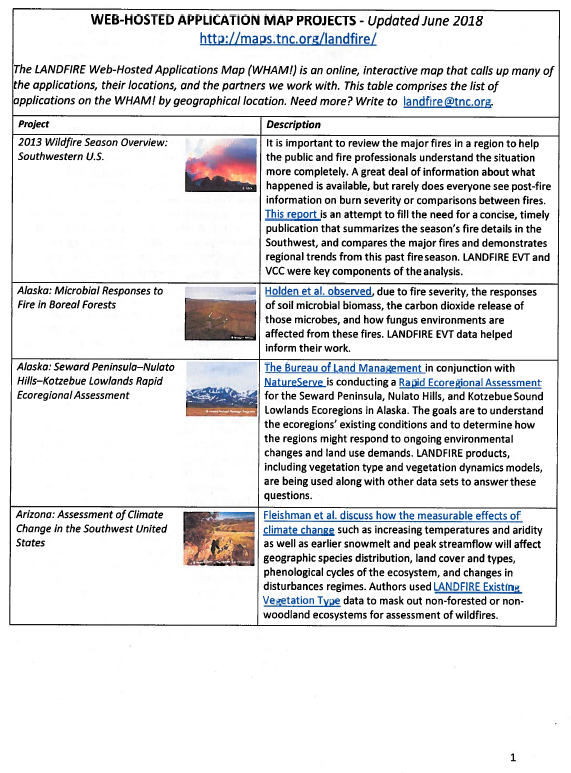 WEB-HOSTED APPLICATION MAP PROJECTS - Updated June 2018
http://maps.tnc.org/landfire/
The LANDFIRE Web-Hosted Applications Map (WHAM!) is an online, interactive map that calls up many of
the applications, their locations, and the partners we work with. This table comprises the list of
applications on the WHAM! by geographical location. Need more? Write to landfire@tnc.org.
Project
Description
2013 Wildfire Season Overview:
Southwestern U.S.
It is important to review the major fires in a region to help
the public and fire professionals understand the situation
more completely. A great deal of information about what
happened is available, but rarely does everyone see post-fire
information on burn severity or comparisons between fires.
This report is an attempt to fill the need for a concise, timely
publication that summarizes the season's fire details in the
Southwest, and compares the major fires and demonstrates
regional trends from this past fire season. LANDFIRE EVT and
VCC were key components of the analysis.
Alaska: Microbial Responses to
Fire in Boreal Forests
Holden et al. observed, due to fire severity, the responses
of soil microbial biomass, the carbon dioxide release of
those microbes, and how fungus environments are
affected from these fires. LANDFIRE EVT data helped
inform their work.
Alaska: Seward Peninsula–Nulato
Hills–Kotzebue Lowlands Rapid
Ecoregional Assessment
The Bureau of Land Management in conjunction with
NatureServe is conducting a Rapid Ecoregional Assessment
for the Seward Peninsula, Nulato Hills, and Kotzebue Sound
Lowlands Ecoregions in Alaska. The goals are to understand
the ecoregions' existing conditions and to determine how
the regions might respond to ongoing environmental
changes and land use demands. LANDFIRE products,
including vegetation type and vegetation dynamics models,
are being used along with other data sets to answer these
questions.
Arizona: Assessment of Climate
Change in the Southwest United
States
Fleishman et al. discuss how the measurable effects of
climate change such as increasing temperatures and aridity
as well as earlier snowmelt and peak streamflow will affect
geographic species distribution, land cover and types,
phenological cycles of the ecosystem, and changes in
disturbances regimes. Authors used LANDFIRE Existing
Vegetation Type data to mask out non-forested or non-
woodland ecosystems for assessment of wildfires.
1